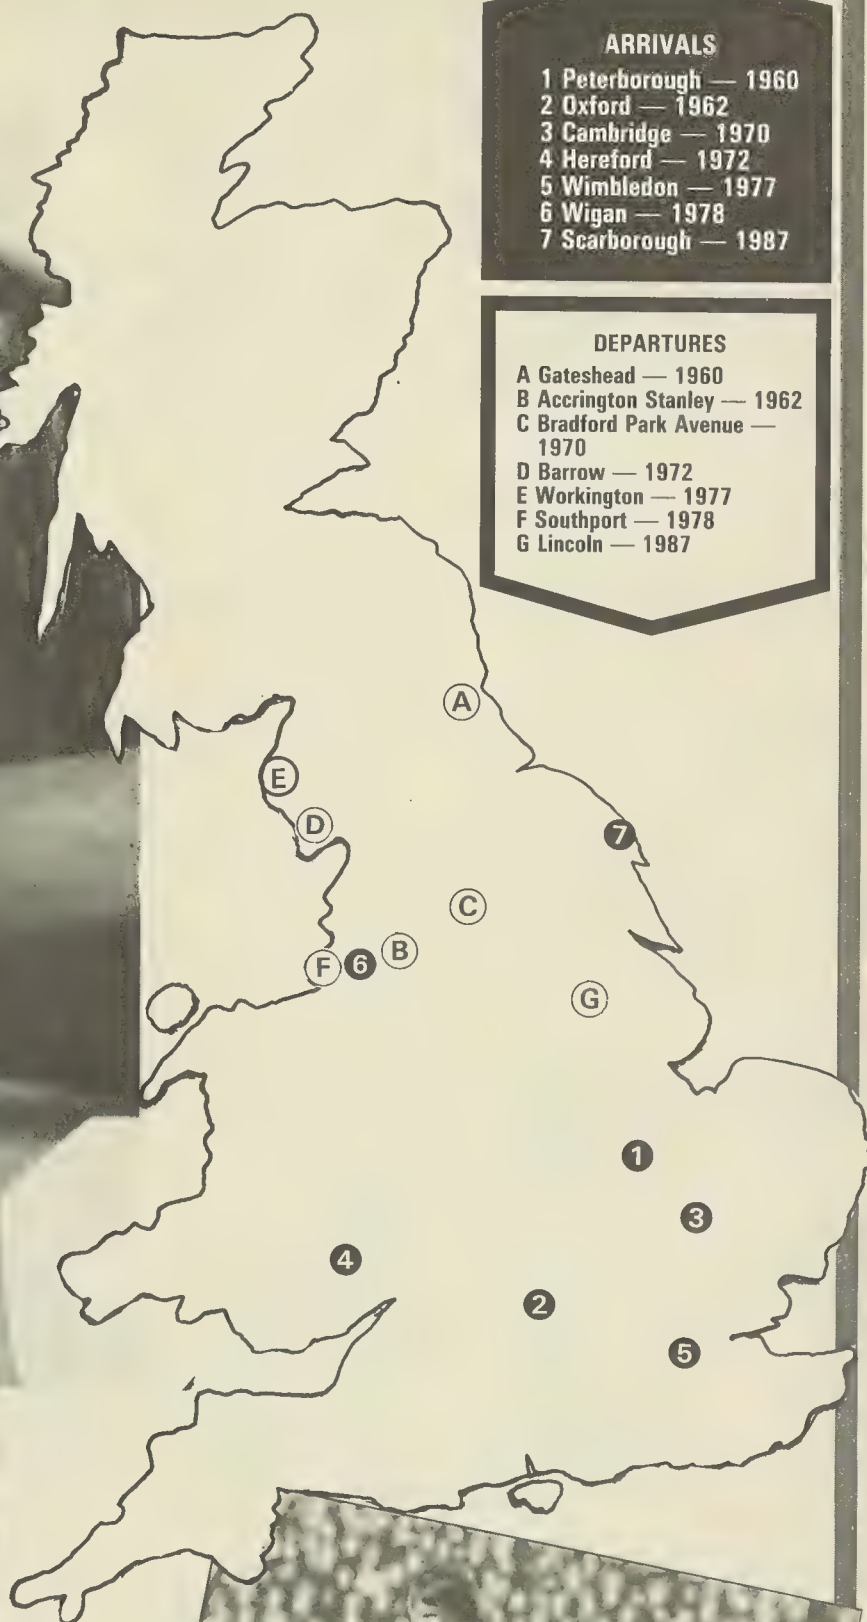 ARRIVALS
1 Peterborough — 1960
2 Oxford — 1962
3 Cambridge — 1970
4 Hereford — 1972
5 Wimbledon — 1977
6 Wigan — 1978
7 Scarborough — 1987
DEPARTURES
A Gateshead — 1960
B Accrington Stanley — 1962
C Bradford Park Avenue —
1970
D Barrow — 1972
E Workington — 1977
F Southport — 1978
G Lincoln — 1987
A
E
D
7
C
F 6 B
G
1
3
4
2
5